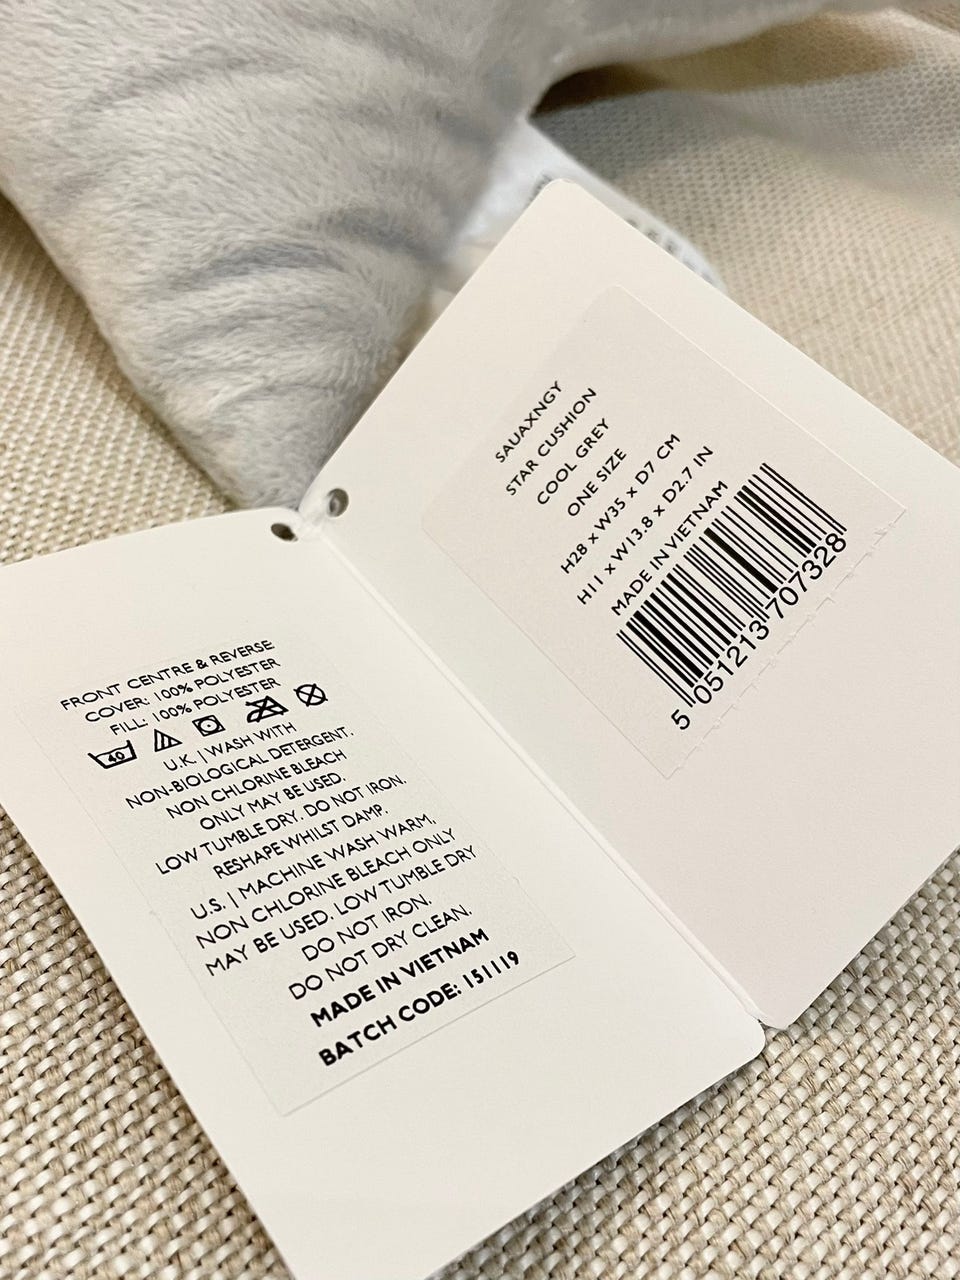 FRONT CENTRE & REVERSE
COVER: 100% POLYESTER
FILL: 100% POLYESTER
40
U.K. | WASH WITH
NON-BIOLOGICAL DETERGENT.
NON CHLORINE BLEACH
ONLY MAY BE USED.
LOW TUMBLE DRY. DO NOT IRON.
RESHAPE WHILST DAMP.
U.S. | MACHINE WASH WARM,
NON CHLORINE BLEACH ONLY
MAY BE USED. LOW TUMBLE DRY
DO NOT IRON.
DO NOT DRY CLEAN.
MADE IN VIETNAM
BATCH CODE: 151119
SAUAXNGY
STAR CUSHION
COOL GREY
ONE SIZE
H28 x W35 x D7 CM
H11 x W13.8 x D2.7 IN
MADE IN VIETNAM
5 051213 707328